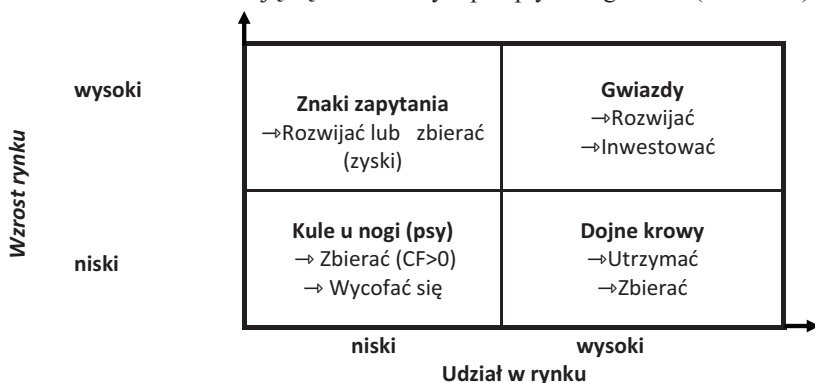 wysoki
Znaki zapytania
→Rozwijać lub zbierać
(zyski)
Gwiazdy
→Rozwijać
→Inwestować
Wzrost rynku
niski
Kule u nogi (psy)
→ Zbierać (CF>0)
→ Wycofać się
Dojne krowy
→Utrzymać
→Zbierać
niski
wysoki
Udział w rynku